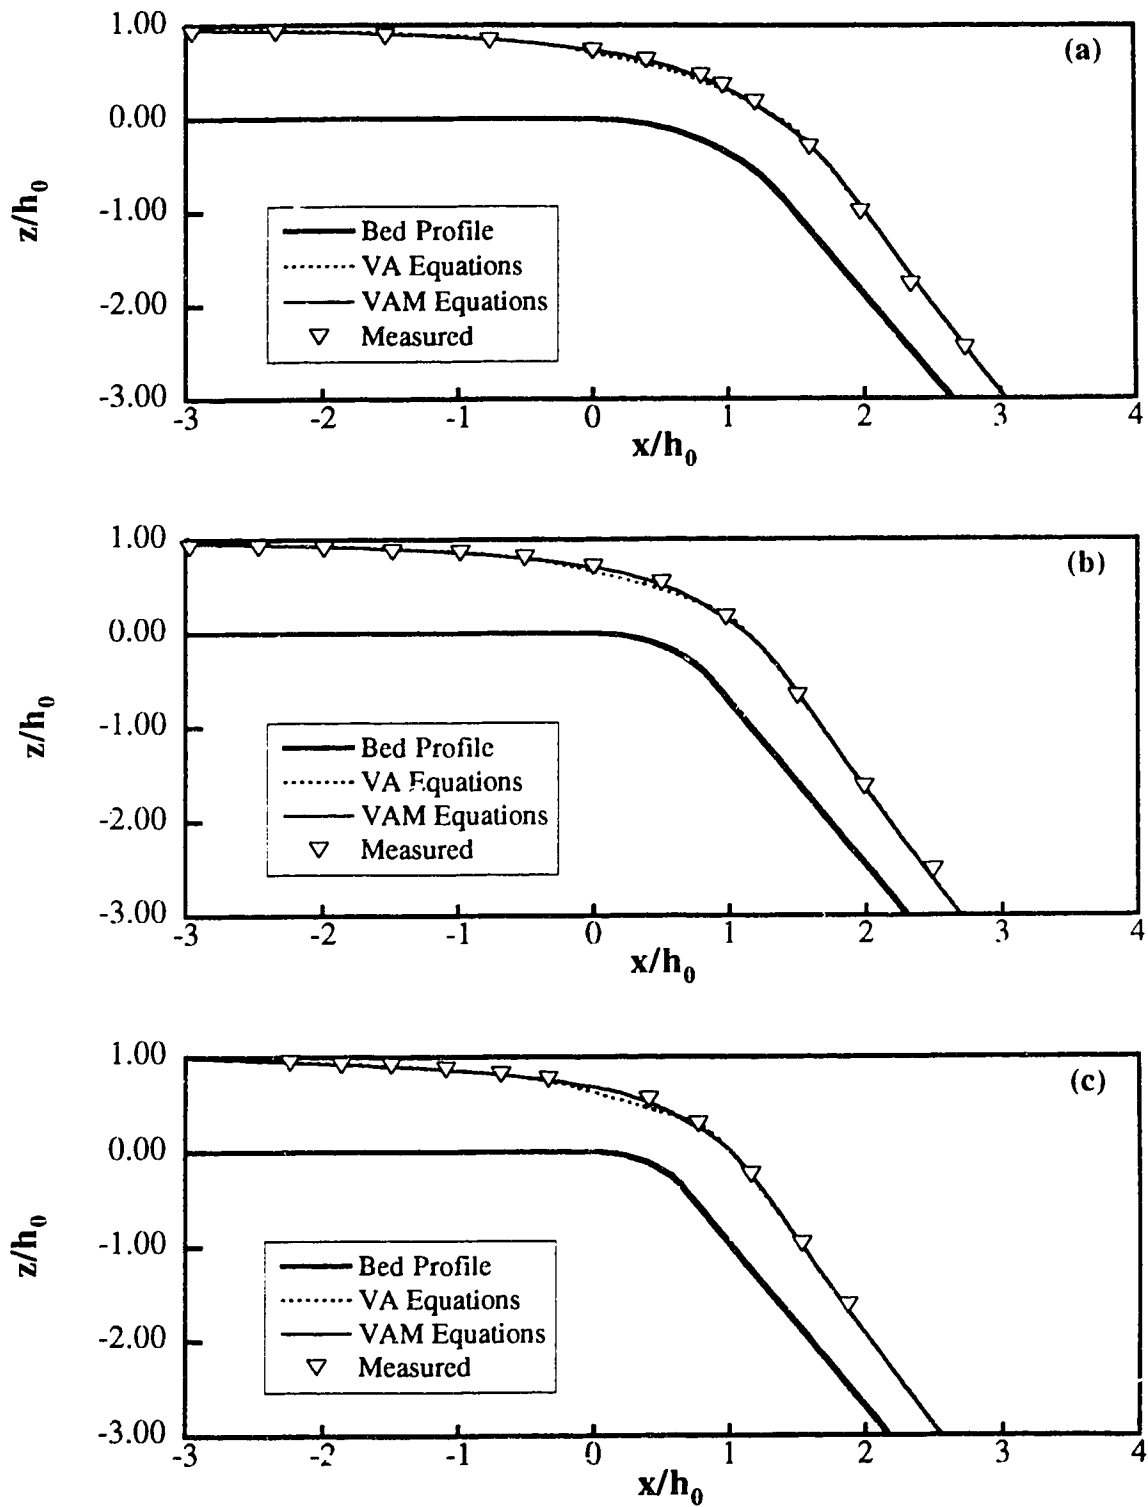 (a)
1.00
0.00
-1.00
-2.00
-3.00
z/h₀
Bed Profile
VA Equations
VAM Equations
Measured
-3 -2 -1 0 1 2 3 4
x/h₀
(b)
1.00
0.00
-1.00
-2.00
-3.00
z/h₀
Bed Profile
VA Equations
VAM Equations
Measured
-3 -2 -1 0 1 2 3 4
x/h₀
(c)
1.00
0.00
-1.00
-2.00
-3.00
z/h₀
Bed Profile
VA Equations
VAM Equations
Measured
-3 -2 -1 0 1 2 3 4
x/h₀